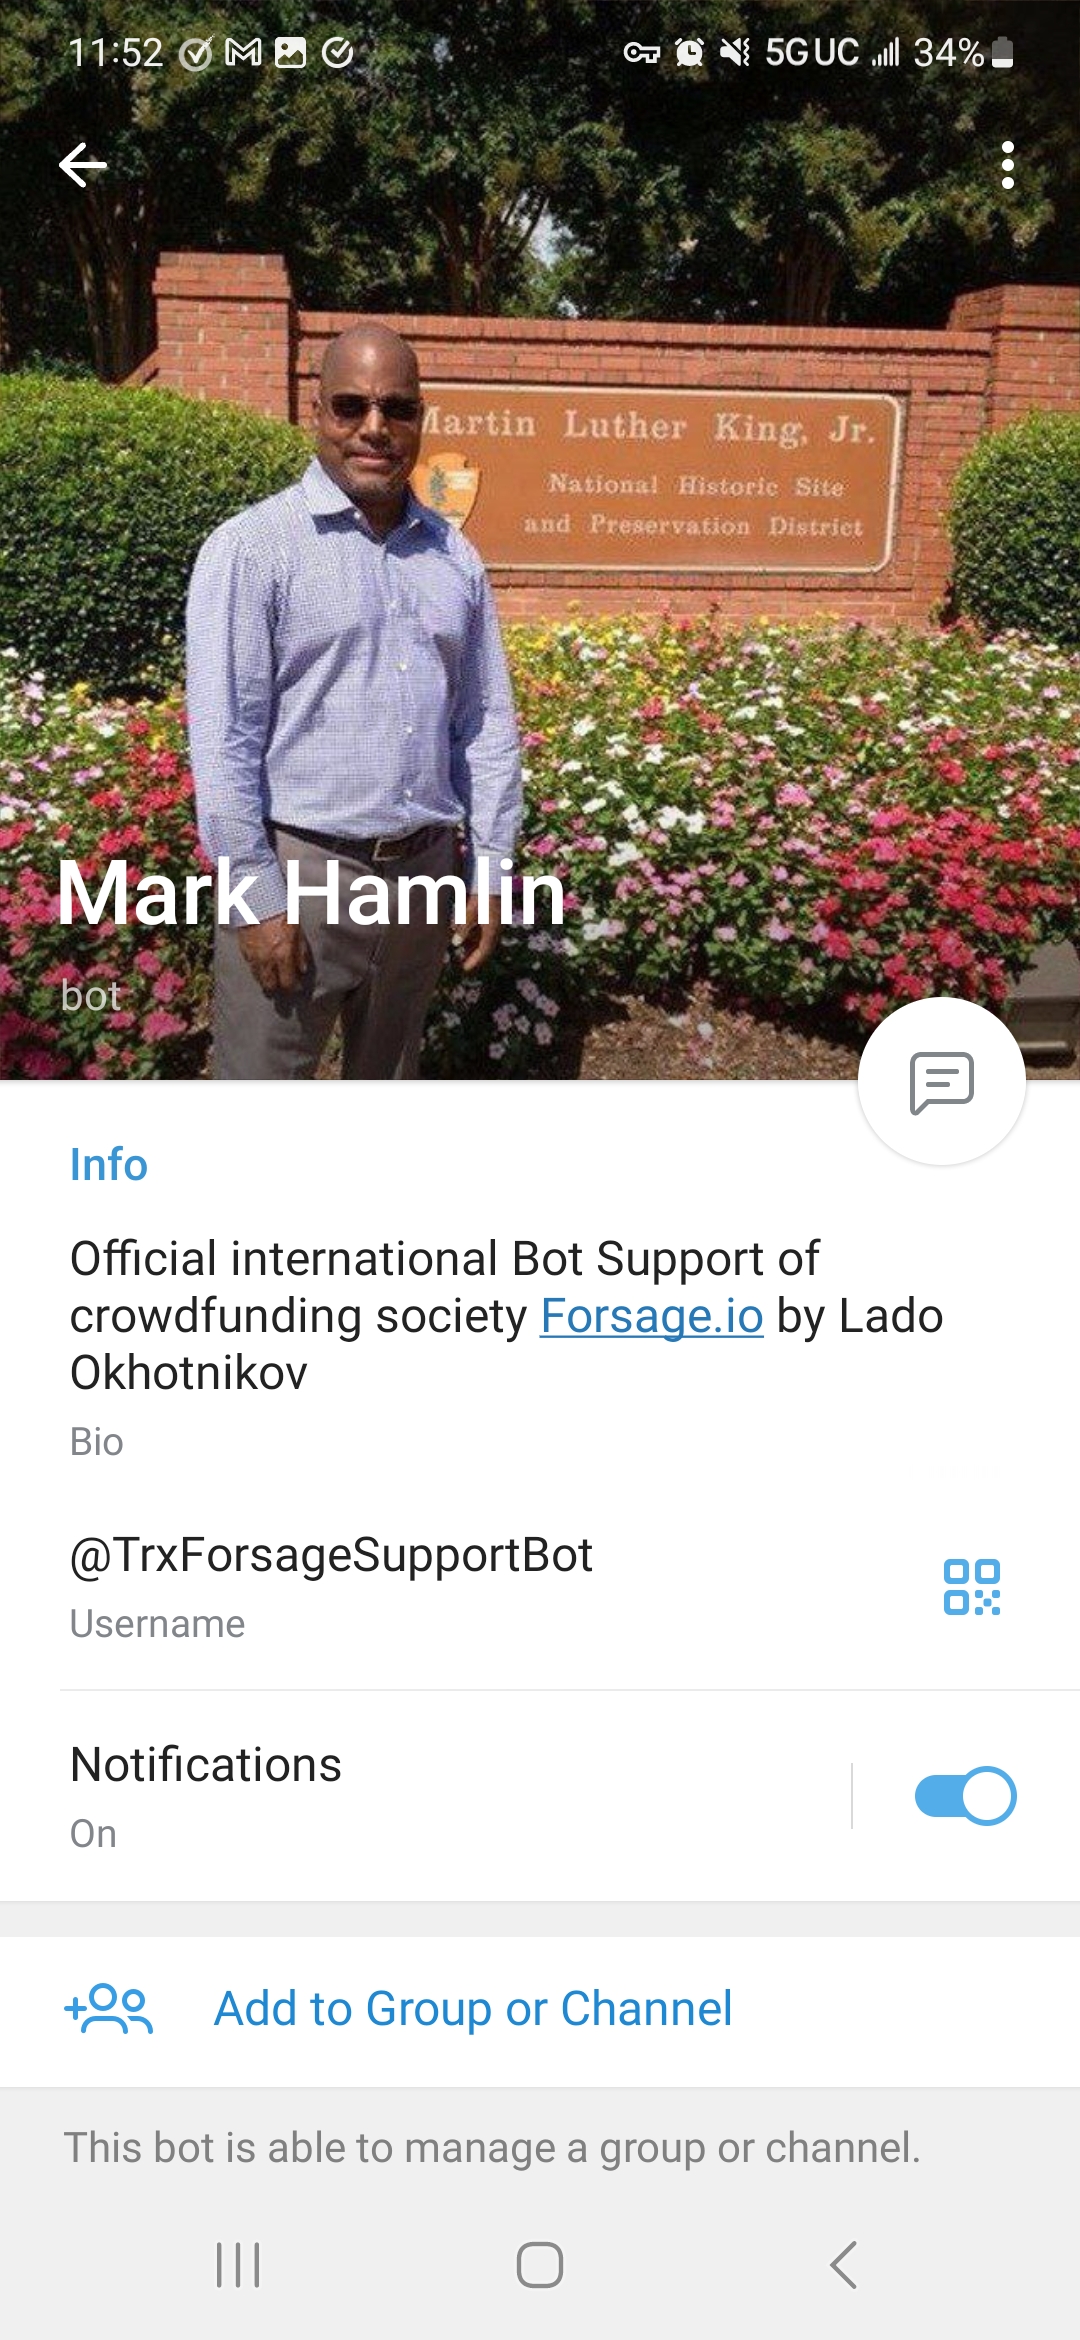 11:52
5G UC
34%
Martin Luther King, Jr.
National Historic Site
and Preservation District
Mark Hamlin
bot
Info
Official international Bot Support of
crowdfunding society Forsage.io by Lado
Okhotnikov
Bio
@TrxForsageSupportBot
Username
Notifications
On
Add to Group or Channel
This bot is able to manage a group or channel.